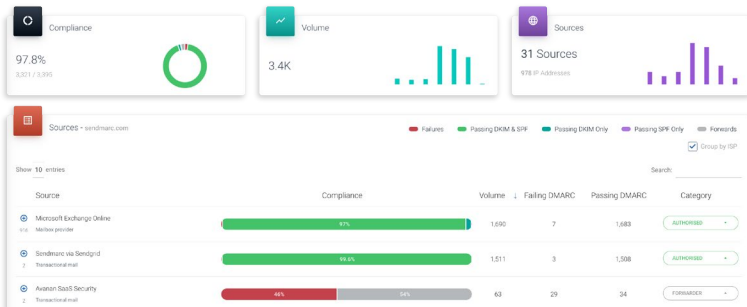 Compliance
97.8%
3,321 / 3,395
Volume
3.4K
Sources
31 Sources
978 IP Addresses
Sources - sendmarc.com
Failures
Passing DKIM & SPF
Passing DKIM Only
Passing SPF Only
Forwards
Group by ISP
Show 10 entries
Search:
Source Compliance Volume ↓ Failing DMARC Passing DMARC Category
Microsoft Exchange Online
Mailbox provider
97% 1,690 7 1,683 AUTHORISED
Sendmarc via Sendgrid
2 Transactional mail
99.6% 1,511 3 1,508 AUTHORISED
Avanan SaaS Security
2 Transactional mail
46% 54% 63 29 34 FORWARDER